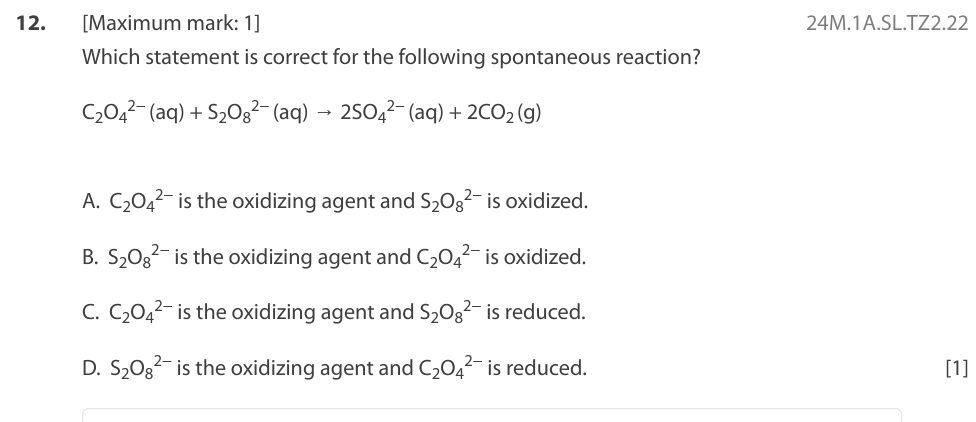 12. [Maximum mark: 1] 24M.1A.SL.TZ2.22
Which statement is correct for the following spontaneous reaction?
C₂O₄²⁻ (aq) + S₂O₈²⁻ (aq) → 2SO₄²⁻ (aq) + 2CO₂ (g)
A. C₂O₄²⁻ is the oxidizing agent and S₂O₈²⁻ is oxidized.
B. S₂O₈²⁻ is the oxidizing agent and C₂O₄²⁻ is oxidized.
C. C₂O₄²⁻ is the oxidizing agent and S₂O₈²⁻ is reduced.
D. S₂O₈²⁻ is the oxidizing agent and C₂O₄²⁻ is reduced. [1]